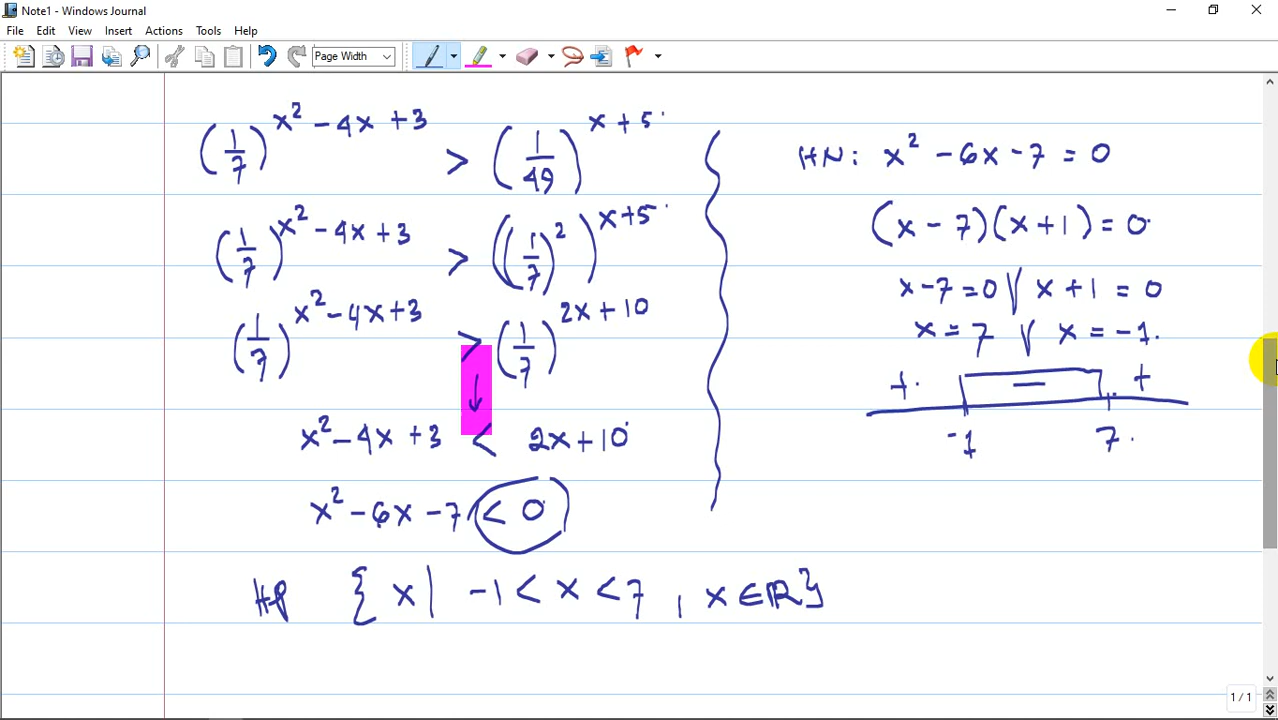 Note1 - Windows Journal
File Edit View Insert Actions Tools Help
Page Width
(1/7)^(x² - 4x + 3) > (1/49)^(x + 5)
(1/7)^(x² - 4x + 3) > ((1/7)²)^(x+5)
(1/7)^(x² - 4x + 3) > (1/7)^(2x + 10)
↓
x² - 4x + 3 < 2x + 10
x² - 6x - 7 < 0
HP { x | -1 < x < 7 , x ∈ ℝ }
HN: x² - 6x - 7 = 0
(x - 7)(x + 1) = 0
x - 7 = 0 ∨ x + 1 = 0
x = 7 ∨ x = -1.
+ − +
-1 7
1 / 1